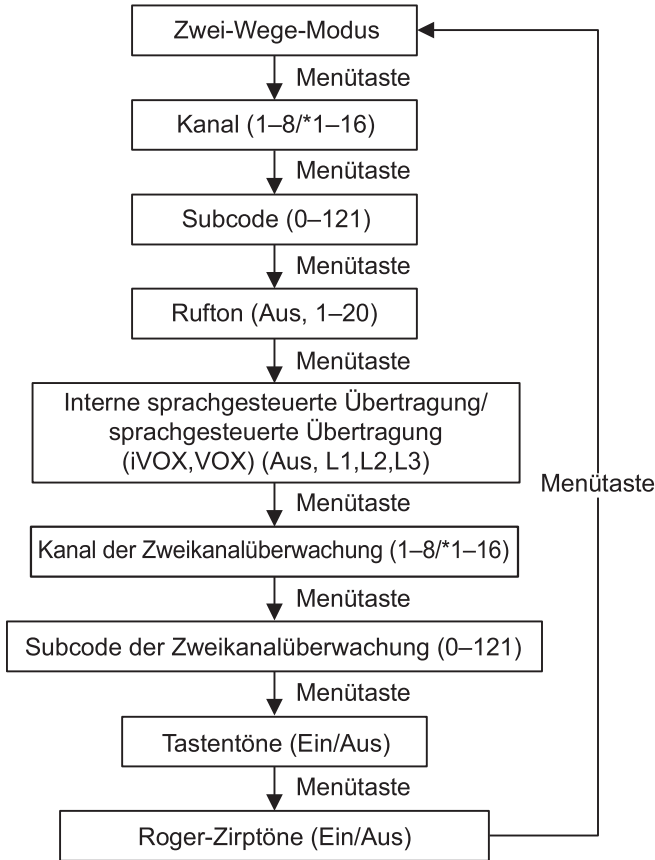 Zwei-Wege-Modus
Menütaste
Kanal (1–8/*1–16)
Menütaste
Subcode (0–121)
Menütaste
Rufton (Aus, 1–20)
Menütaste
Interne sprachgesteuerte Übertragung/
sprachgesteuerte Übertragung
(iVOX,VOX) (Aus, L1,L2,L3)
Menütaste
Menütaste
Kanal der Zweikanalüberwachung (1–8/*1–16)
Menütaste
Subcode der Zweikanalüberwachung (0–121)
Menütaste
Tastentöne (Ein/Aus)
Menütaste
Roger-Zirptöne (Ein/Aus)